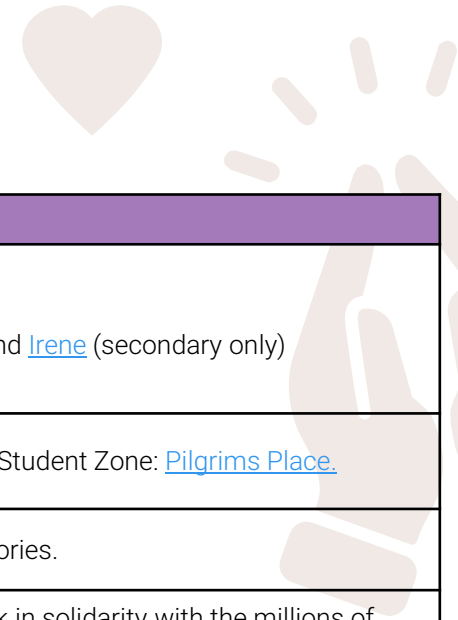 nd Irene (secondary only)
Student Zone: Pilgrims Place.
ories.
k in solidarity with the millions of